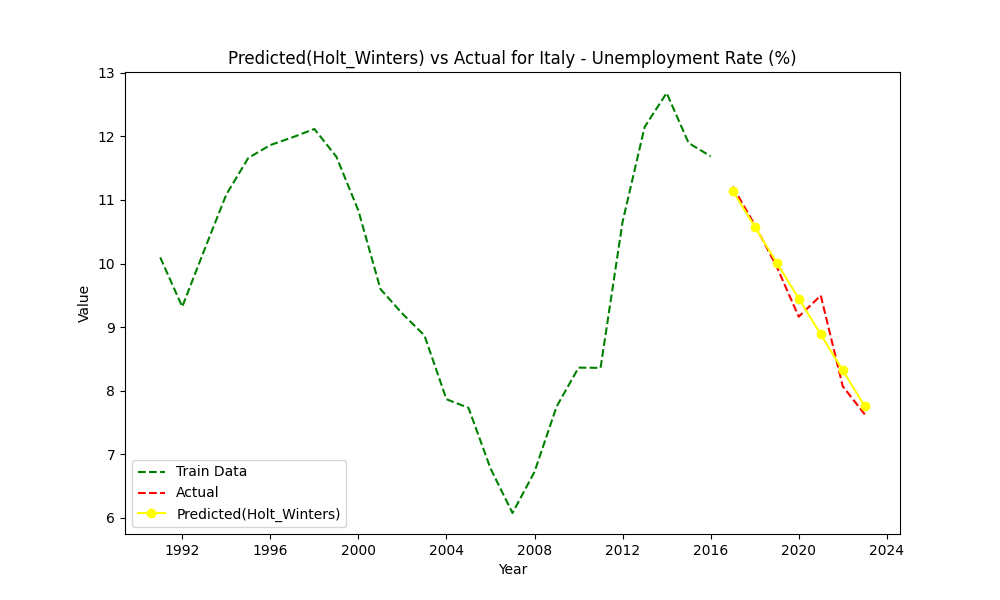 Predicted(Holt_Winters) vs Actual for Italy - Unemployment Rate (%)
13
12
11
10
9
8
7
6
Value
Train Data
Actual
Predicted(Holt_Winters)
1992 1996 2000 2004 2008 2012 2016 2020 2024
Year